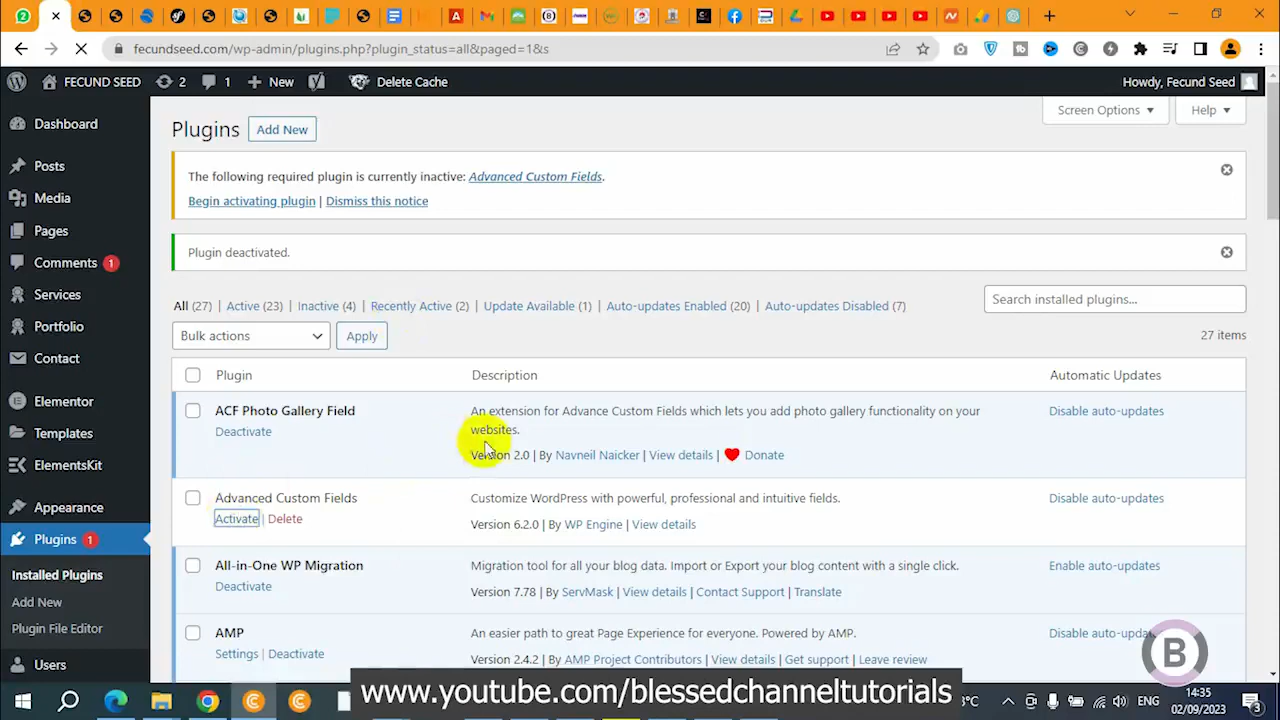 fecundseed.com/wp-admin/plugins.php?plugin_status=all&paged=1&s
FECUND SEED 2 1 New Delete Cache Howdy, Fecund Seed
Screen Options Help
Dashboard
Posts
Media
Pages
Comments 1
Services
Portfolio
Contact
Elementor
Templates
ElementsKit
Appearance
Plugins 1
Installed Plugins
Add New
Plugin File Editor
Users
Plugins Add New
The following required plugin is currently inactive: Advanced Custom Fields.
Begin activating plugin | Dismiss this notice
Plugin deactivated.
All (27) | Active (23) | Inactive (4) | Recently Active (2) | Update Available (1) | Auto-updates Enabled (20) | Auto-updates Disabled (7)
Search installed plugins...
Bulk actions Apply 27 items
Plugin Description Automatic Updates
ACF Photo Gallery Field An extension for Advance Custom Fields which lets you add photo gallery functionality on your Disable auto-updates
Deactivate websites.
Version 2.0 | By Navneil Naicker | View details | Donate
Advanced Custom Fields Customize WordPress with powerful, professional and intuitive fields. Disable auto-updates
Activate | Delete Version 6.2.0 | By WP Engine | View details
All-in-One WP Migration Migration tool for all your blog data. Import or Export your blog content with a single click. Enable auto-updates
Deactivate Version 7.78 | By ServMask | View details | Contact Support | Translate
AMP An easier path to great Page Experience for everyone. Powered by AMP. Disable auto-upda
Settings | Deactivate Version 2.4.2 | By AMP Project Contributors | View details | Get support | Leave review
B
www.youtube.com/blessedchanneltutorials
°C ENG 14:35
02/09/2023 3